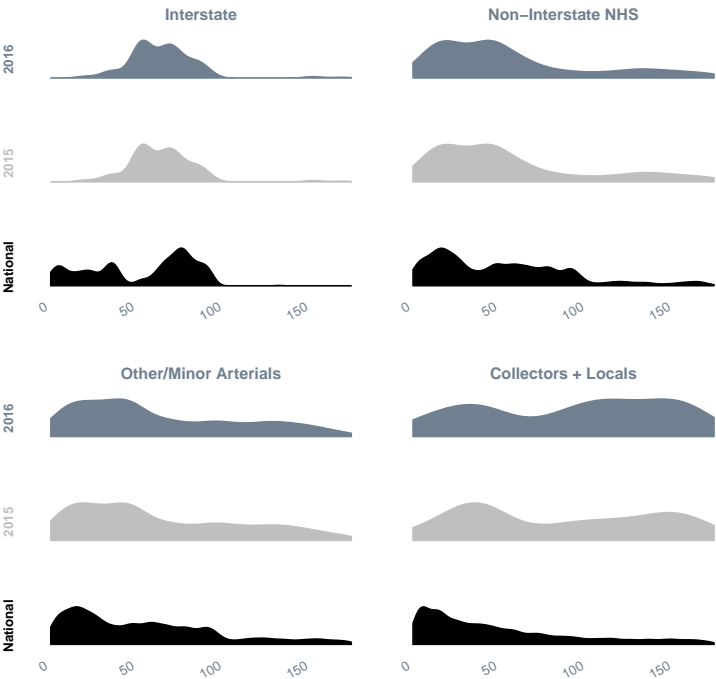 Interstate
Non−Interstate NHS
2016
2015
National
0 50 100 150
0 50 100 150
Other/Minor Arterials
Collectors + Locals
2016
2015
National
0 50 100 150
0 50 100 150